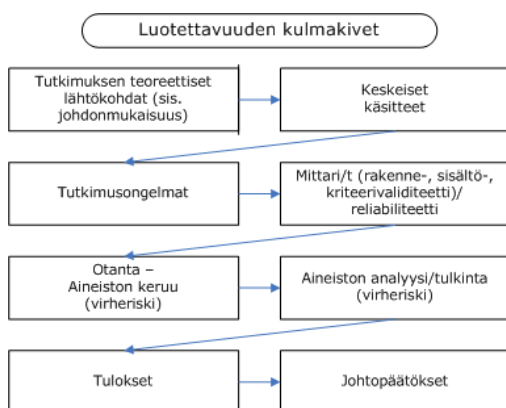 Luotettavuuden kulmakivet
Tutkimuksen teoreettiset
lähtökohdat (sis.
johdonmukaisuus)
Keskeiset
käsitteet
Tutkimusongelmat
Mittari/t (rakenne-, sisältö-,
kriteerivaliditeetti)/
reliabiliteetti
Otanta –
Aineiston keruu
(virheriski)
Aineiston analyysi/tulkinta
(virheriski)
Tulokset
Johtopäätökset